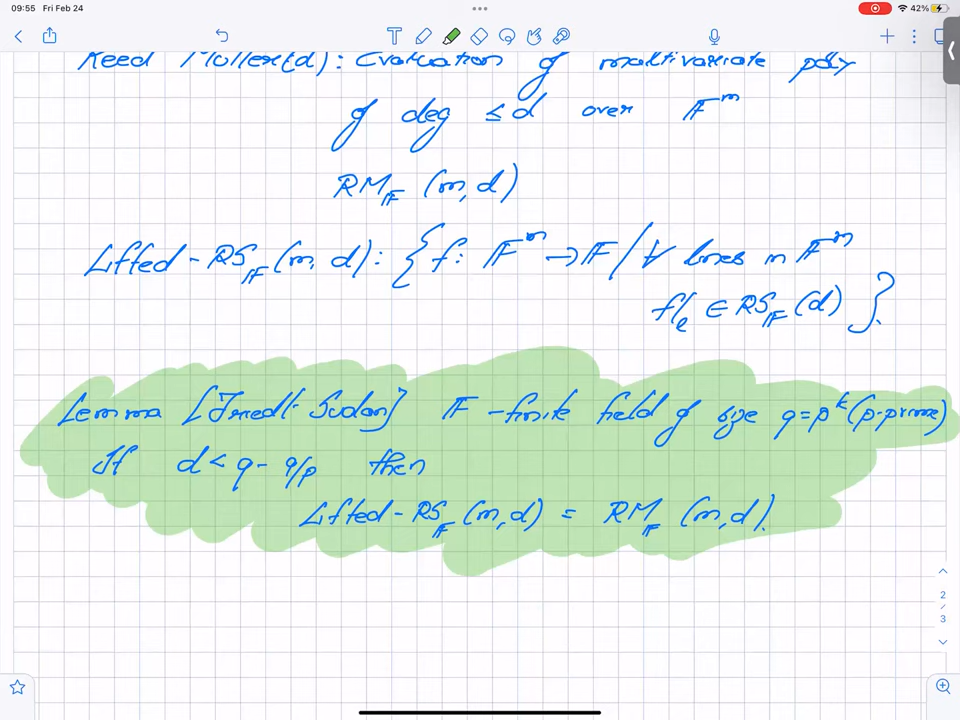 09:55 Fri Feb 24
42%
Reed Muller(d): Evaluation of multivariate poly
of deg ≤ d over 𝔽^m
RM_𝔽 (m,d)
Lifted-RS_𝔽(m,d): {f: 𝔽^m → 𝔽 / ∀ lines in 𝔽^m
f|_ℓ ∈ RS_𝔽(d)}.
Lemma [Friedl-Sudan] 𝔽 - finite field of size q=p^k (p-prime)
If d < q - q/p then
Lifted-RS_𝔽(m,d) = RM_𝔽 (m,d).
2
/
3